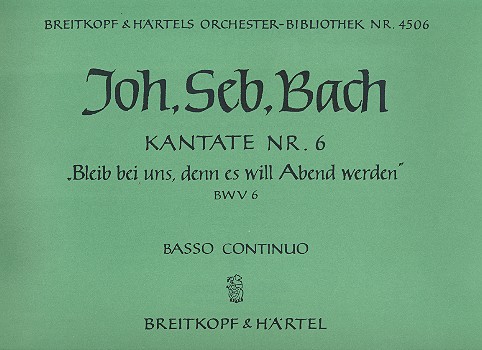 BREITKOPF & HÄRTELS ORCHESTER-BIBLIOTHEK NR. 4506
Joh. Seb. Bach
KANTATE NR. 6
„Bleib bei uns, denn es will Abend werden“
BWV 6
BASSO CONTINUO
BREITKOPF & HÄRTEL